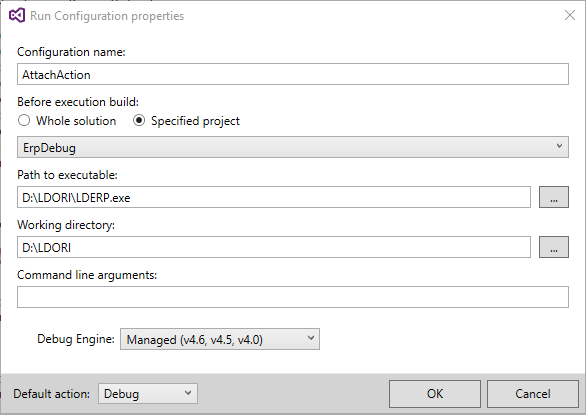 Run Configuration properties
Configuration name:
AttachAction
Before execution build:
Whole solution Specified project
ErpDebug
Path to executable:
D:\LDORI\LDERP.exe ...
Working directory:
D:\LDORI ...
Command line arguments:
Debug Engine: Managed (v4.6, v4.5, v4.0)
Default action: Debug OK Cancel